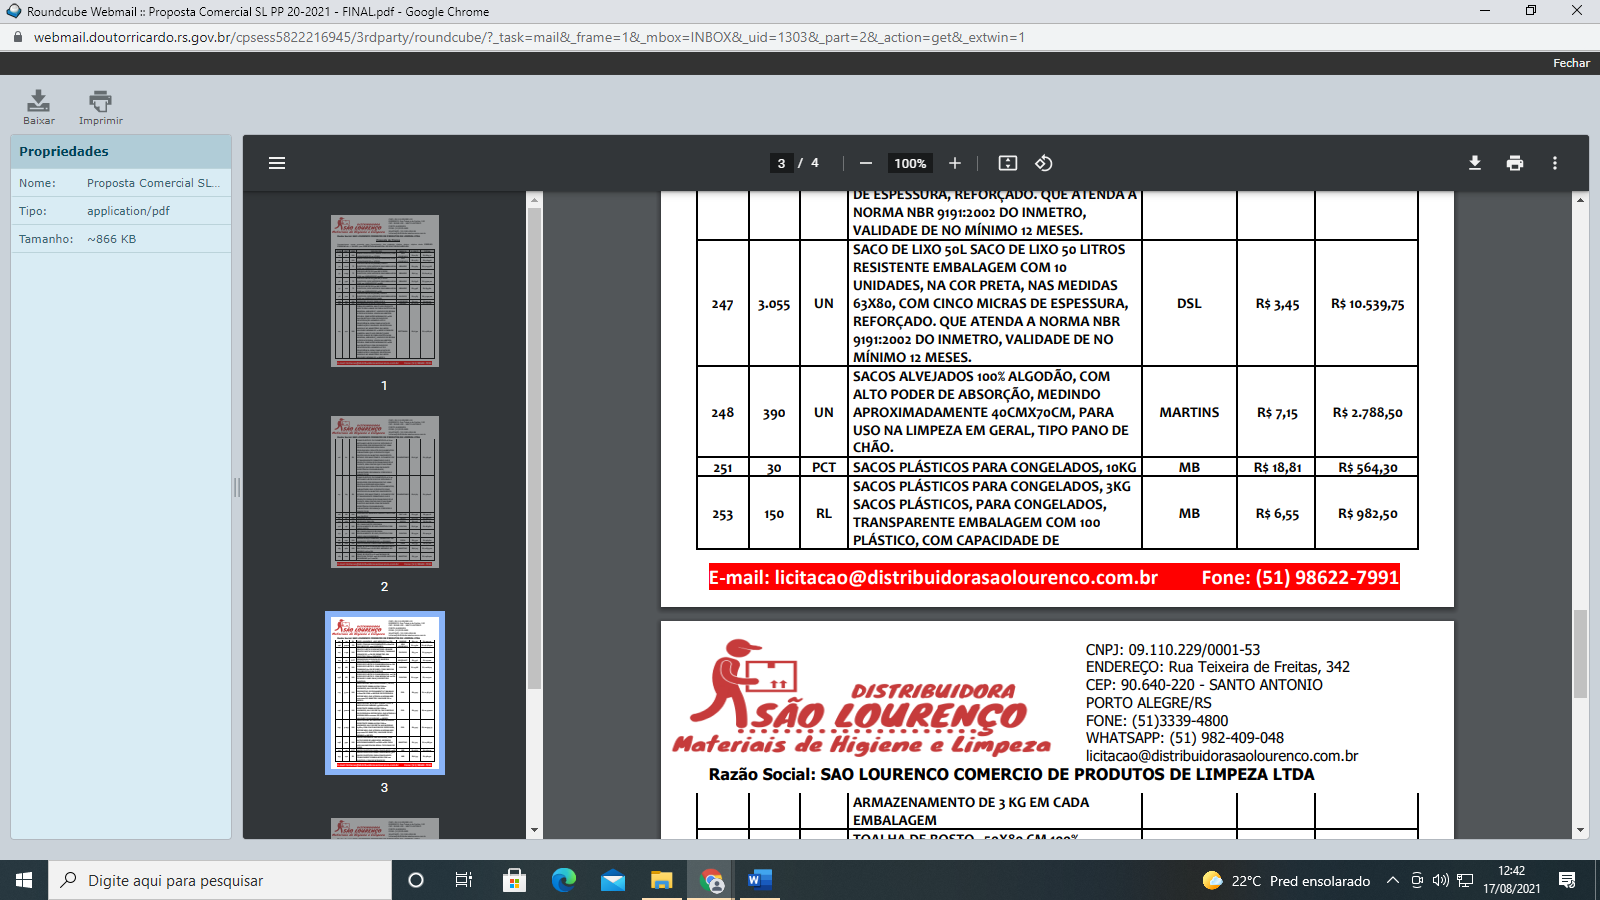 Roundcube Webmail :: Proposta Comercial SL PP 20-2021 - FINAL.pdf - Google Chrome
webmail.doutorricardo.rs.gov.br/cpsess5822216945/3rdparty/roundcube/?_task=mail&_frame=1&_mbox=INBOX&_uid=1303&_part=2&_action=get&_extwin=1
Fechar
Baixar
Imprimir
Propriedades
Nome: Proposta Comercial SL...
Tipo: application/pdf
Tamanho: ~866 KB
3 / 4
100%
1
2
3
DE ESPESSURA, REFORÇADO. QUE ATENDA A
NORMA NBR 9191:2002 DO INMETRO,
VALIDADE DE NO MÍNIMO 12 MESES.
247 3.055 UN
SACO DE LIXO 50L SACO DE LIXO 50 LITROS
RESISTENTE EMBALAGEM COM 10
UNIDADES, NA COR PRETA, NAS MEDIDAS
63X80, COM CINCO MICRAS DE ESPESSURA,
REFORÇADO. QUE ATENDA A NORMA NBR
9191:2002 DO INMETRO, VALIDADE DE NO
MÍNIMO 12 MESES.
DSL R$ 3,45 R$ 10.539,75
248 390 UN
SACOS ALVEJADOS 100% ALGODÃO, COM
ALTO PODER DE ABSORÇÃO, MEDINDO
APROXIMADAMENTE 40CMX70CM, PARA
USO NA LIMPEZA EM GERAL, TIPO PANO DE
CHÃO.
MARTINS R$ 7,15 R$ 2.788,50
251 30 PCT SACOS PLÁSTICOS PARA CONGELADOS, 10KG MB R$ 18,81 R$ 564,30
253 150 RL
SACOS PLÁSTICOS PARA CONGELADOS, 3KG
SACOS PLÁSTICOS, PARA CONGELADOS,
TRANSPARENTE EMBALAGEM COM 100
PLÁSTICO, COM CAPACIDADE DE
MB R$ 6,55 R$ 982,50
E-mail: licitacao@distribuidorasaolourenco.com.br Fone: (51) 98622-7991
DISTRIBUIDORA
SÃO LOURENÇO
Materiais de Higiene e Limpeza
CNPJ: 09.110.229/0001-53
ENDEREÇO: Rua Teixeira de Freitas, 342
CEP: 90.640-220 - SANTO ANTONIO
PORTO ALEGRE/RS
FONE: (51)3339-4800
WHATSAPP: (51) 982-409-048
licitacao@distribuidorasaolourenco.com.br
Razão Social: SAO LOURENCO COMERCIO DE PRODUTOS DE LIMPEZA LTDA
ARMAZENAMENTO DE 3 KG EM CADA
EMBALAGEM
TOALHA DE ROSTO, 50X80 CM 100%
Digite aqui para pesquisar
22°C Pred ensolarado
12:42
17/08/2021